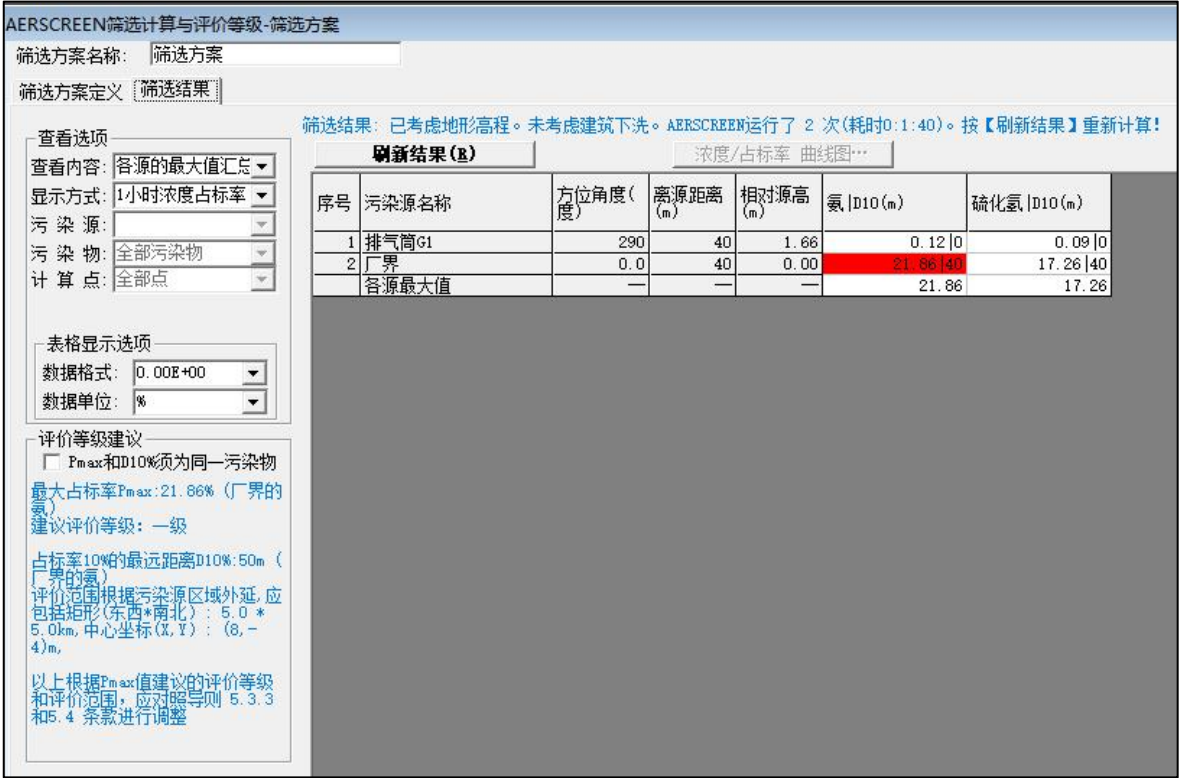 AERSCREEN筛选计算与评价等级-筛选方案
筛选方案名称: 筛选方案
筛选方案定义 筛选结果
筛选结果: 已考虑地形高程。未考虑建筑下洗。AERSCREEN运行了 2 次(耗时0:1:40)。按【刷新结果】重新计算!
查看选项
查看内容: 各源的最大值汇总
显示方式: 1小时浓度占标率
污 染 源:
污 染 物: 全部污染物
计 算 点: 全部点
刷新结果(R) 浓度/占标率 曲线图…
序号 污染源名称 方位角度(度) 离源距离(m) 相对源高(m) 氨|D10(m) 硫化氢|D10(m)
1 排气筒G1 290 40 1.66 0.12|0 0.09|0
2 厂界 0.0 40 0.00 21.86|40 17.26|40
各源最大值 — — — 21.86 17.26
表格显示选项
数据格式: 0.00E+00
数据单位: %
评价等级建议
Pmax和D10%须为同一污染物
最大占标率Pmax:21.86% (厂界的
氨)
建议评价等级: 一级
占标率10%的最远距离D10%:50m (
厂界的氨)
评价范围根据污染源区域外延,应
包括矩形(东西*南北): 5.0 *
5.0km,中心坐标(X,Y): (8,-
4)m,
以上根据Pmax值建议的评价等级
和评价范围,应对照导则 5.3.3
和5.4 条款进行调整